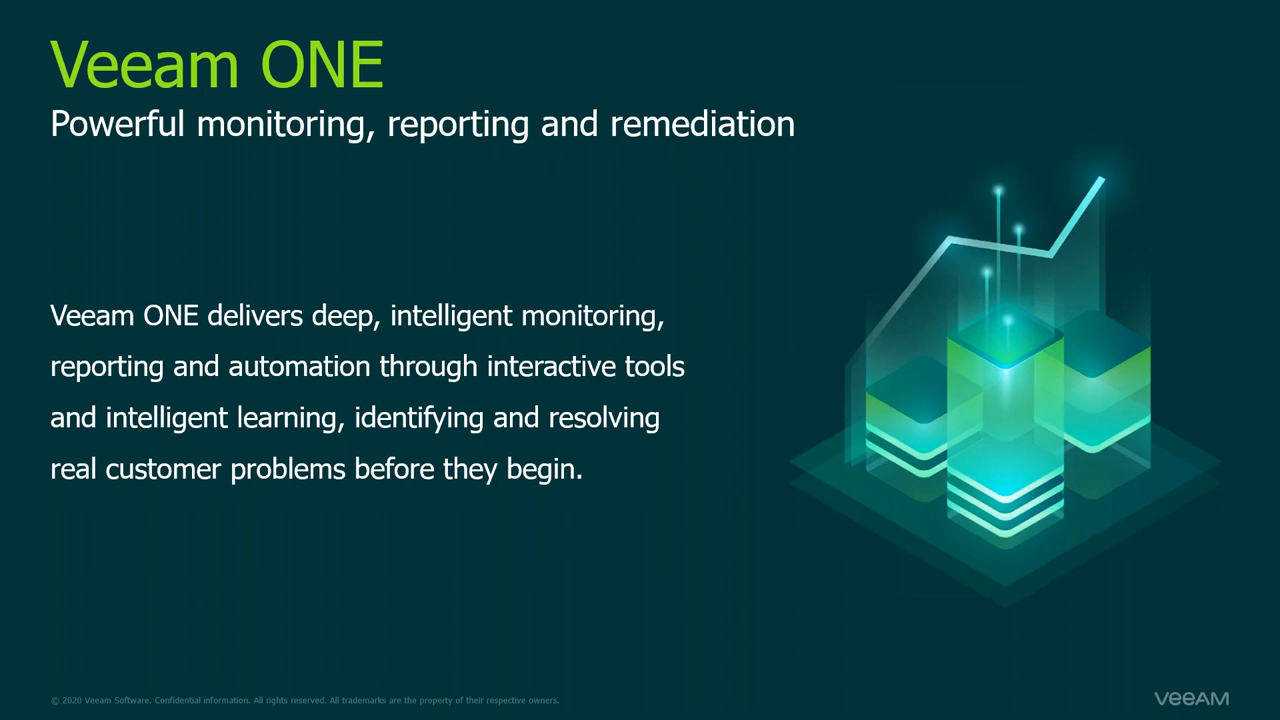 Veeam ONE
Powerful monitoring, reporting and remediation
Veeam ONE delivers deep, intelligent monitoring,
reporting and automation through interactive tools
and intelligent learning, identifying and resolving
real customer problems before they begin.
© 2020 Veeam Software. Confidential information. All rights reserved. All trademarks are the property of their respective owners.
VEEAM